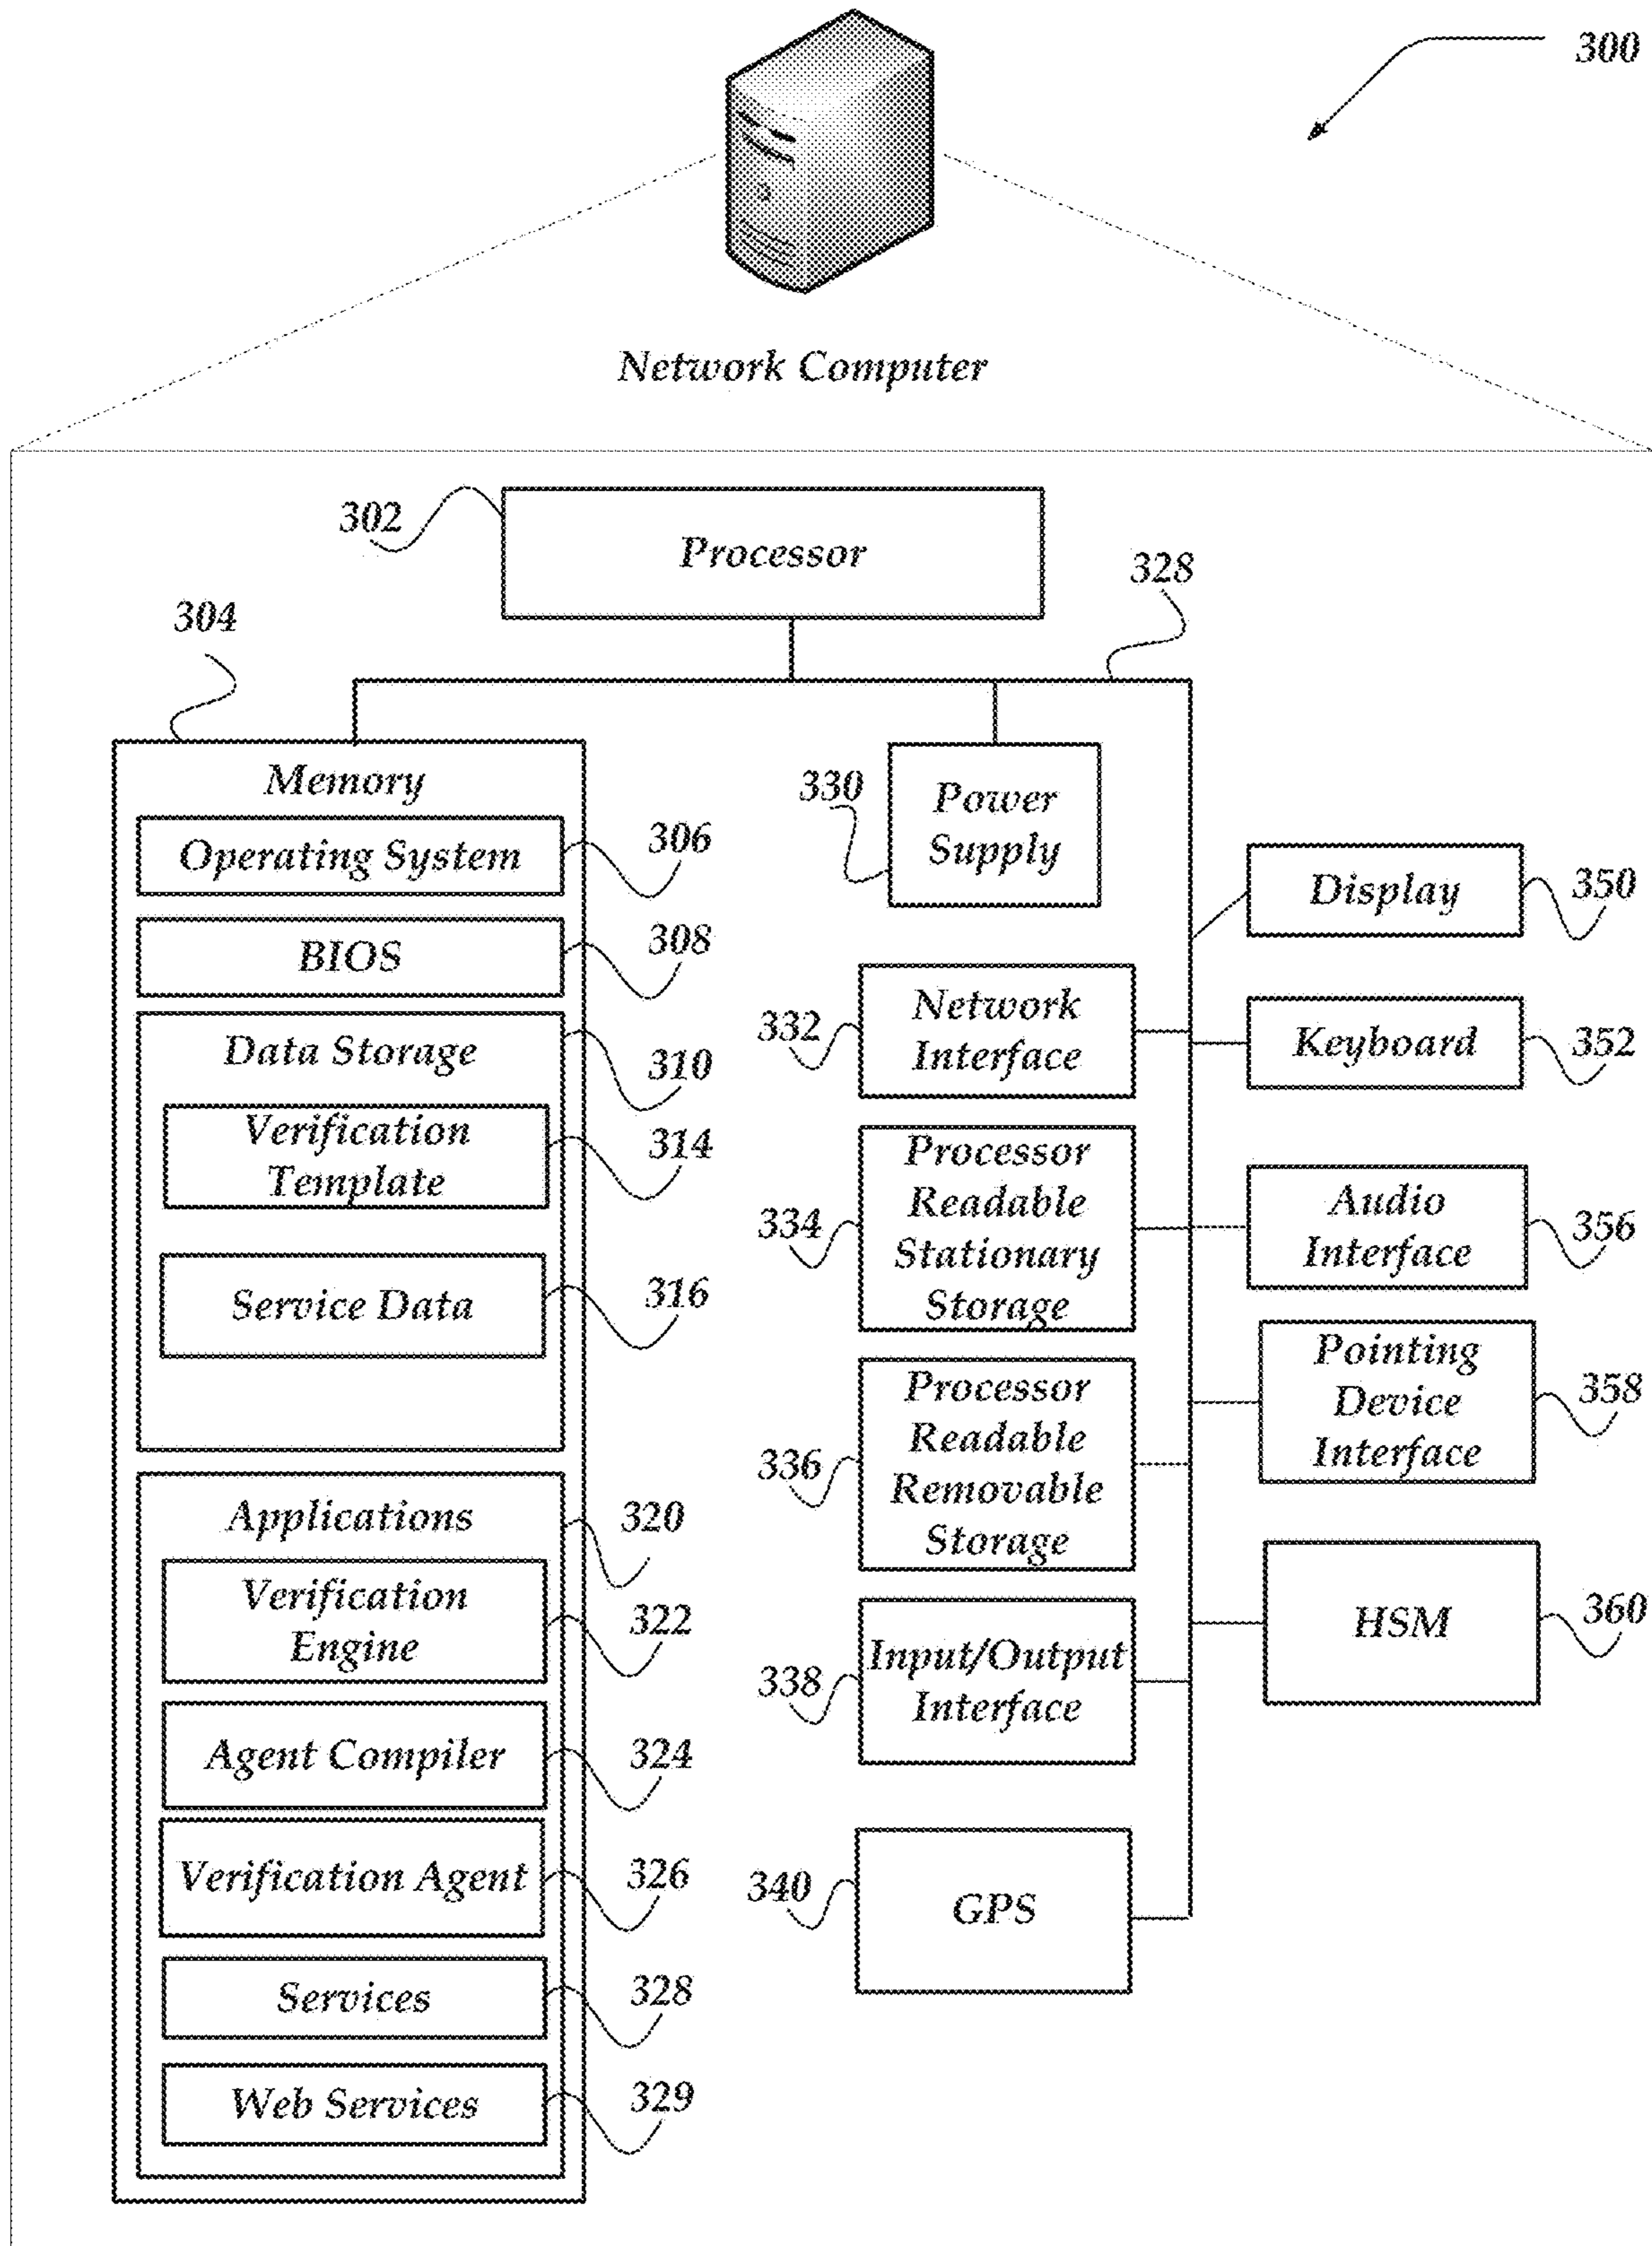 300
Network Computer
302
Processor
328
304
Memory
Operating System
306
BIOS
308
Data Storage
310
Verification
Template
314
Service Data
316
Applications
320
Verification
Engine
322
Agent Compiler
324
Verification Agent
326
Services
328
Web Services
329
330
Power
Supply
332
Network
Interface
334
Processor
Readable
Stationary
Storage
336
Processor
Readable
Removable
Storage
338
Input/Output
Interface
340
GPS
Display
350
Keyboard
352
Audio
Interface
356
Pointing
Device
Interface
358
HSM
360